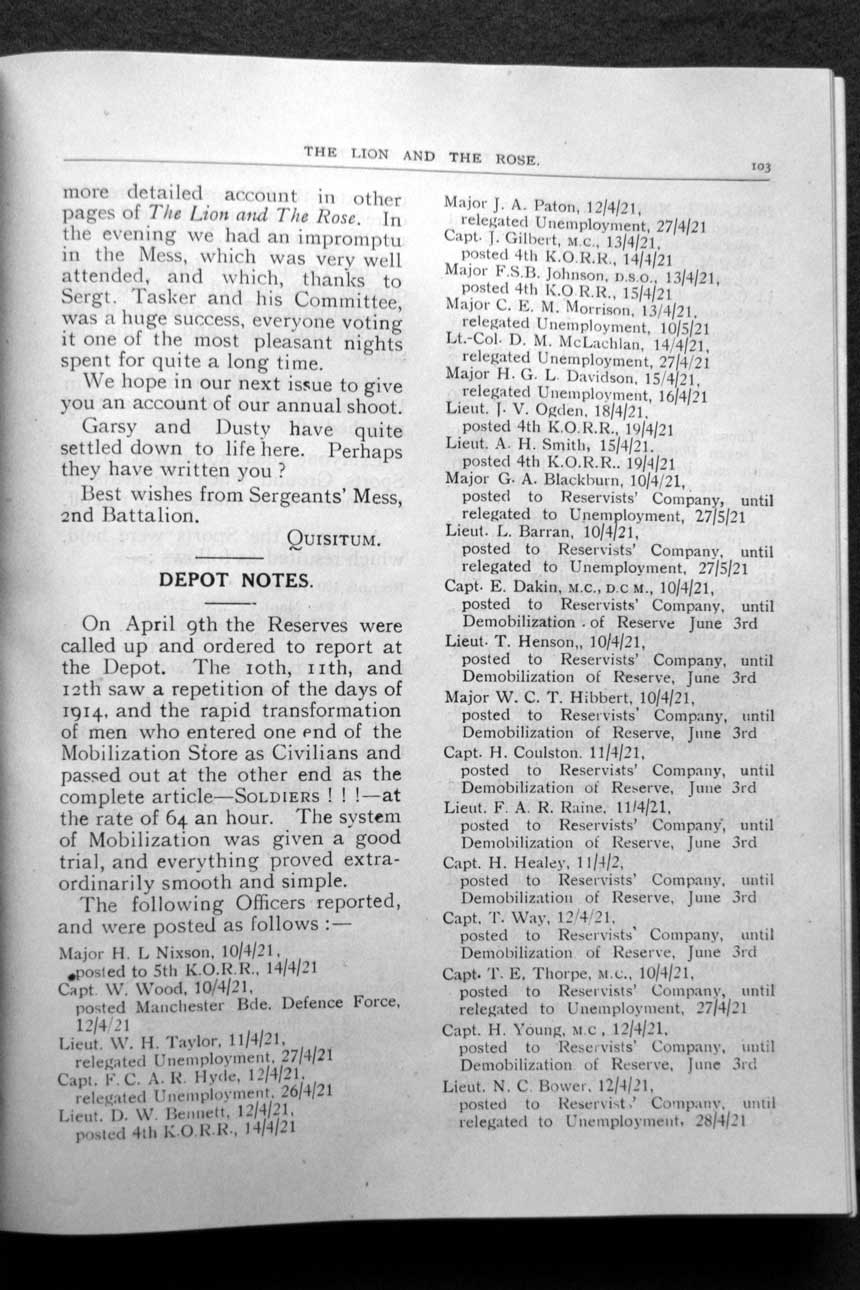 THE LION AND THE ROSE.
103
more detailed account in other
pages of The Lion and The Rose. In
the evening we had an impromptu
in the Mess, which was very well
attended, and which, thanks to
Sergt. Tasker and his Committee,
was a huge success, everyone voting
it one of the most pleasant nights
spent for quite a long time.
We hope in our next issue to give
you an account of our annual shoot.
Garsy and Dusty have quite
settled down to life here. Perhaps
they have written you ?
Best wishes from Sergeants' Mess,
2nd Battalion.
QUISITUM.
DEPOT NOTES.
On April 9th the Reserves were
called up and ordered to report at
the Depot. The 10th, 11th, and
12th saw a repetition of the days of
1914, and the rapid transformation
of men who entered one end of the
Mobilization Store as Civilians and
passed out at the other end as the
complete article—SOLDIERS ! ! !—at
the rate of 64 an hour. The system
of Mobilization was given a good
trial, and everything proved extra-
ordinarily smooth and simple.
The following Officers reported,
and were posted as follows :—
Major H. L Nixson, 10/4/21,
posted to 5th K.O.R.R., 14/4/21
Capt. W. Wood, 10/4/21,
posted Manchester Bde. Defence Force,
12/4/21
Lieut. W. H. Taylor, 11/4/21,
relegated Unemployment, 27/4/21
Capt. F. C. A. R. Hyde, 12/4/21,
relegated Unemployment, 26/4/21
Lieut. D. W. Bennett, 12/4/21,
posted 4th K.O.R.R., 14/4/21
Major J. A. Paton, 12/4/21,
relegated Unemployment, 27/4/21
Capt. J. Gilbert, M.C., 13/4/21,
posted 4th K.O.R.R., 14/4/21
Major F.S.B. Johnson, D.S.O., 13/4/21,
posted 4th K.O.R.R., 15/4/21
Major C. E. M. Morrison, 13/4/21,
relegated Unemployment, 10/5/21
Lt.-Col. D. M. McLachlan, 14/4/21,
relegated Unemployment, 27/4/21
Major H. G. L. Davidson, 15/4/21,
relegated Unemployment, 16/4/21
Lieut. J. V. Ogden, 18/4/21,
posted 4th K.O.R.R., 19/4/21
Lieut. A. H. Smith, 15/4/21.
posted 4th K.O.R.R.. 19/4/21
Major G. A. Blackburn, 10/4/21,
posted to Reservists' Company, until
relegated to Unemployment, 27/5/21
Lieut. L. Barran, 10/4/21,
posted to Reservists' Company, until
relegated to Unemployment, 27/5/21
Capt. E. Dakin, M.C., D.C M., 10/4/21,
posted to Reservists' Company, until
Demobilization of Reserve June 3rd
Lieut. T. Henson,, 10/4/21,
posted to Reservists' Company, until
Demobilization of Reserve, June 3rd
Major W. C. T. Hibbert, 10/4/21,
posted to Reservists' Company, until
Demobilization of Reserve, June 3rd
Capt. H. Coulston. 11/4/21,
posted to Reservists' Company, until
Demobilization of Reserve, June 3rd
Lieut. F. A. R. Raine, 11/4/21,
posted to Reservists' Company, until
Demobilization of Reserve, June 3rd
Capt. H. Healey, 11/4/2,
posted to Reservists' Company, until
Demobilization of Reserve, June 3rd
Capt. T. Way, 12/4/21,
posted to Reservists' Company, until
Demobilization of Reserve, June 3rd
Capt. T. E, Thorpe, M.C., 10/4/21,
posted to Reservists' Company, until
relegated to Unemployment, 27/4/21
Capt. H. Young, M.C , 12/4/21,
posted to Reservists' Company, until
Demobilization of Reserve, June 3rd
Lieut. N. C. Bower, 12/4/21,
posted to Reservist.' Company, until
relegated to Unemployment, 28/4/21